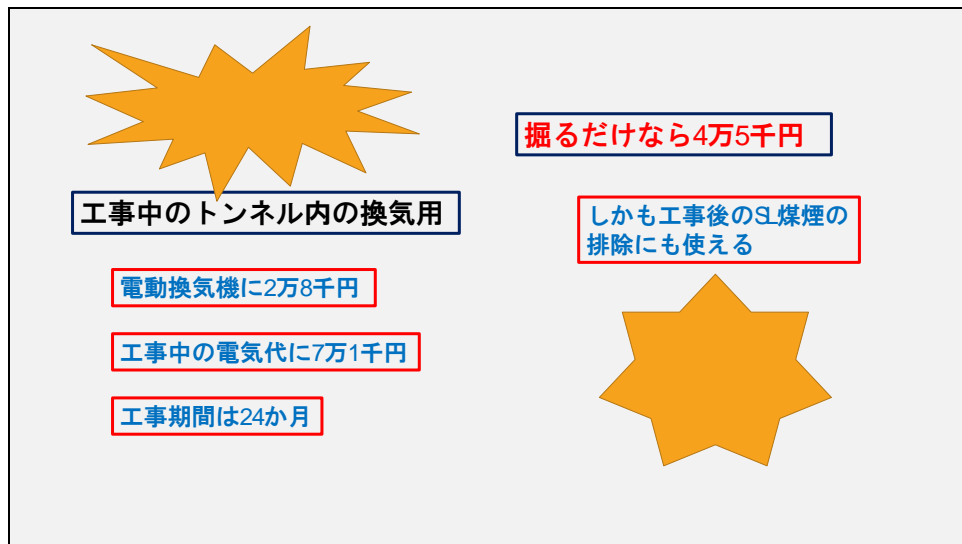 工事中のトンネル内の換気用
電動換気機に2万8千円
工事中の電気代に7万1千円
工事期間は24か月
掘るだけなら4万5千円
しかも工事後のSL煤煙の
排除にも使える